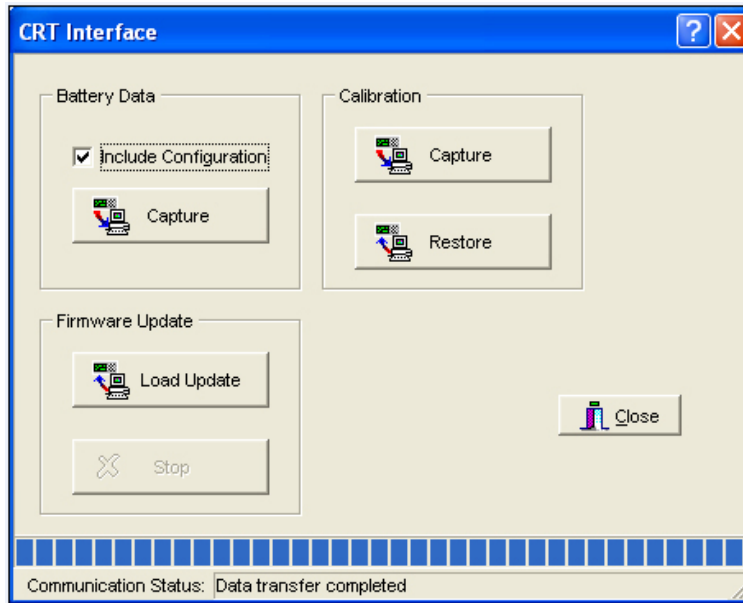 CRT Interface
Battery Data
Include Configuration
Capture
Calibration
Capture
Restore
Firmware Update
Load Update
Stop
Close
Communication Status: Data transfer completed